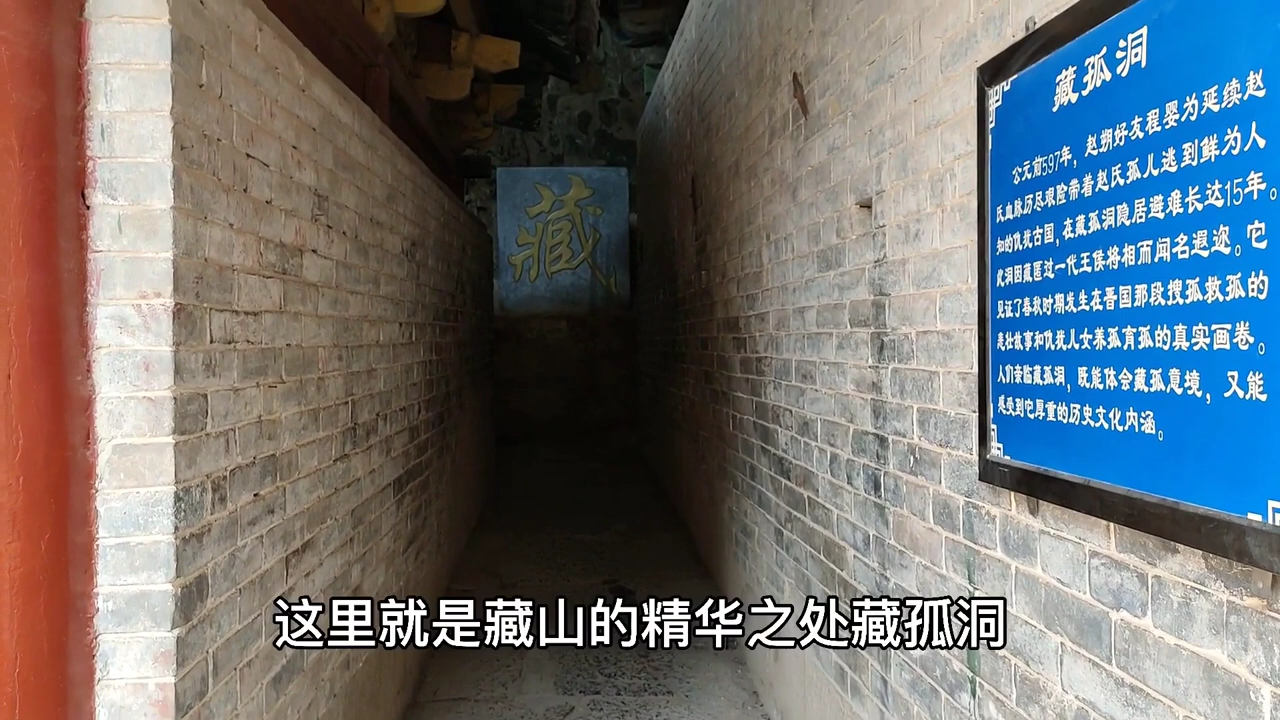 藏孤洞
公元前597年，赵朔好友程婴为延续赵
氏血脉历尽艰险带着赵氏孤儿逃到鲜为人
知的仇犹古国，在藏孤洞隐居避难长达15年。
此洞因藏匿过一代王侯将相而闻名遐迩。它
见证了春秋时期发生在晋国那段搜孤救孤的
悲壮故事和仇犹儿女养孤育孤的真实画卷。
人们亲临藏孤洞，既能体会藏孤意境，又能
感受到它厚重的历史文化内涵。
藏
这里就是藏山的精华之处藏孤洞